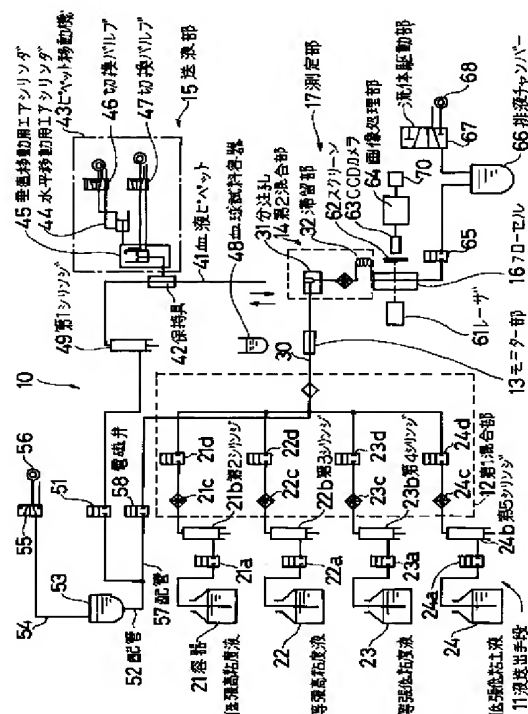 10
56
55
53
54
52 配管
57 配管
51
58 電磁弁
49 第1シリンジ
45 垂直移動用エアシリンダ
44 水平移動用エアシリンダ
43 ピペット移動機
46 切換バルブ
47 切換バルブ
15 送液部
41 血液ピペット
42 保持具
48 血球試料容器
30
13 モニター部
14 第2混合部
31 分注孔
32 滞留部
17 測定部
61 レーザ
62 スクリーン
63 CCDカメラ
64 画像処理部
70
16 フローセル
65
66 排液チャンバー
67
68
流体駆動部
12 第1混合部
21d
21c
21b 第2シリンジ
21a
21 容器
低張高粘度液
22d
22c
22b 第3シリンジ
22a
22
等張高粘度液
23d
23c
23b 第4シリンジ
23a
23
等張低粘度液
24d
24c
24b 第5シリンジ
24a
24
11 液送出手段